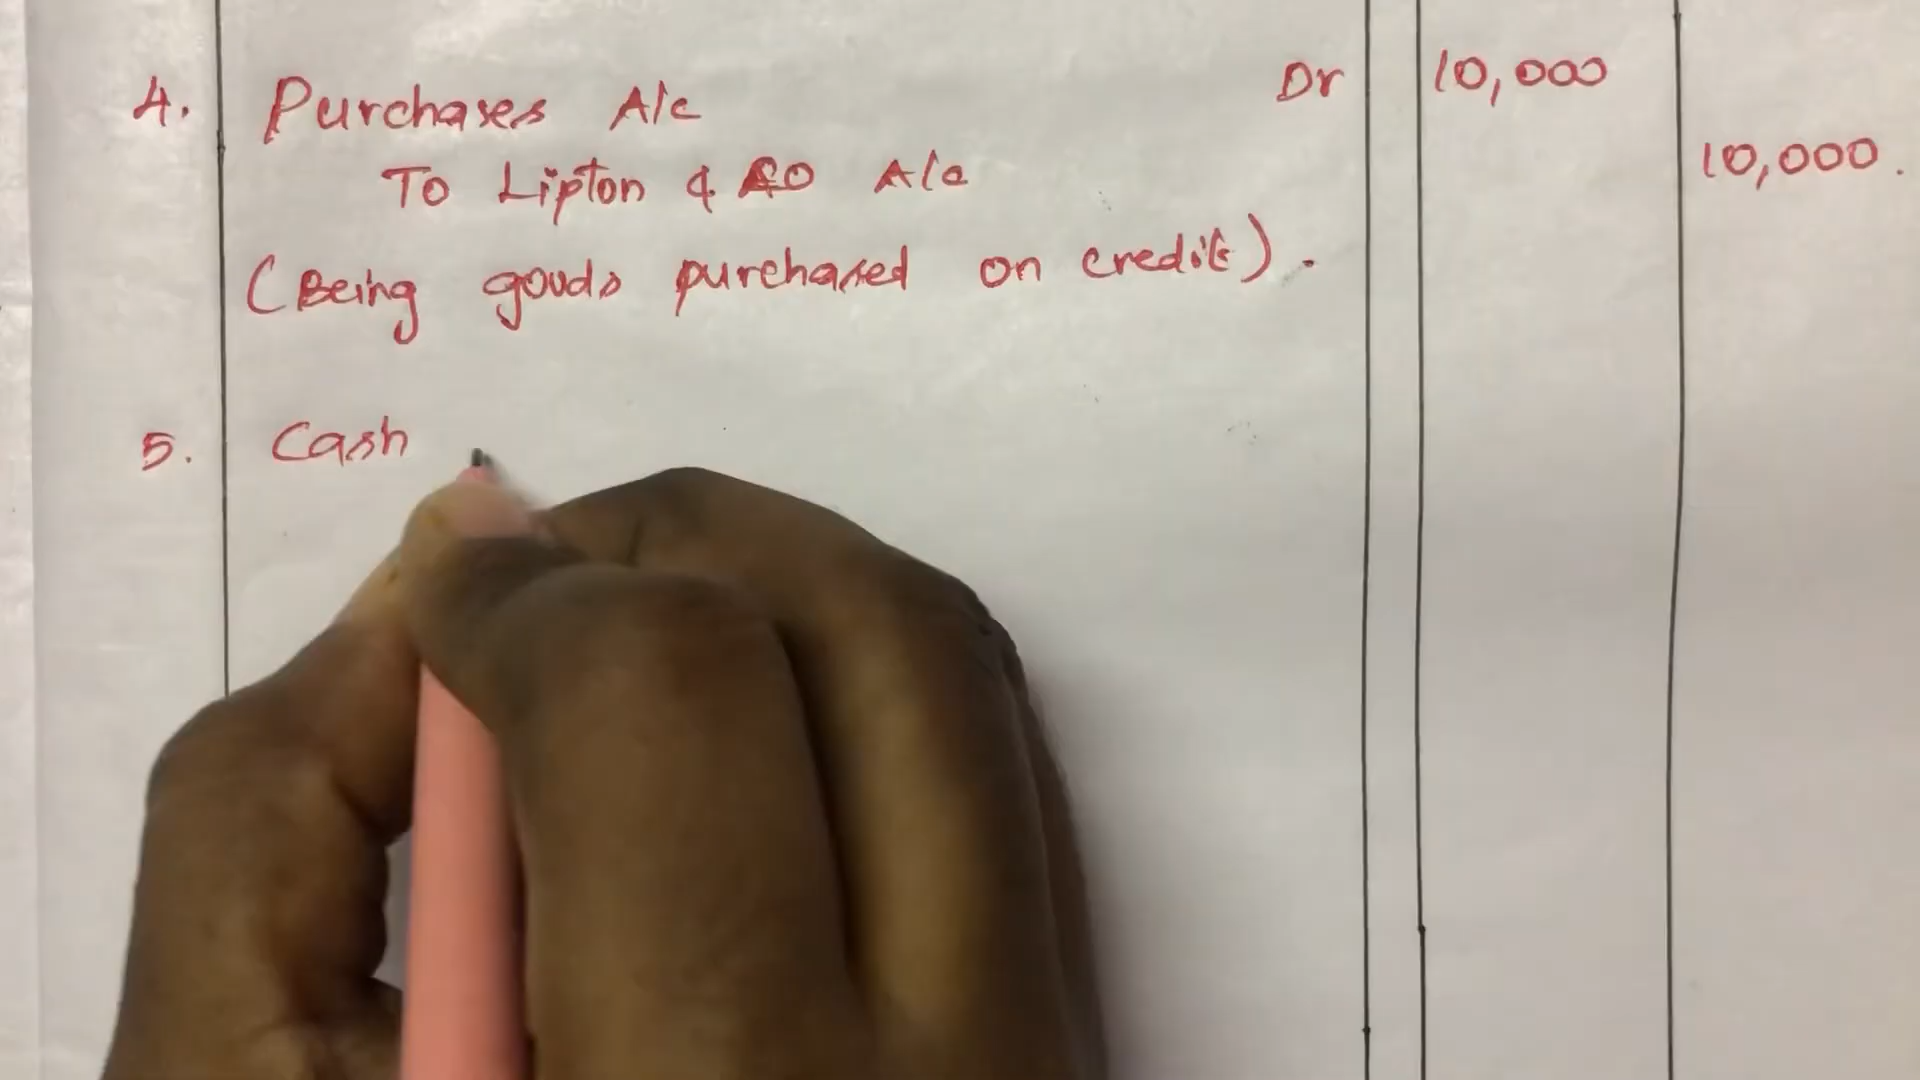 4. Purchases A/c Dr 10,000
To Lipton & CO A/c 10,000.
(Being goods purchased on credit).
5. Cash